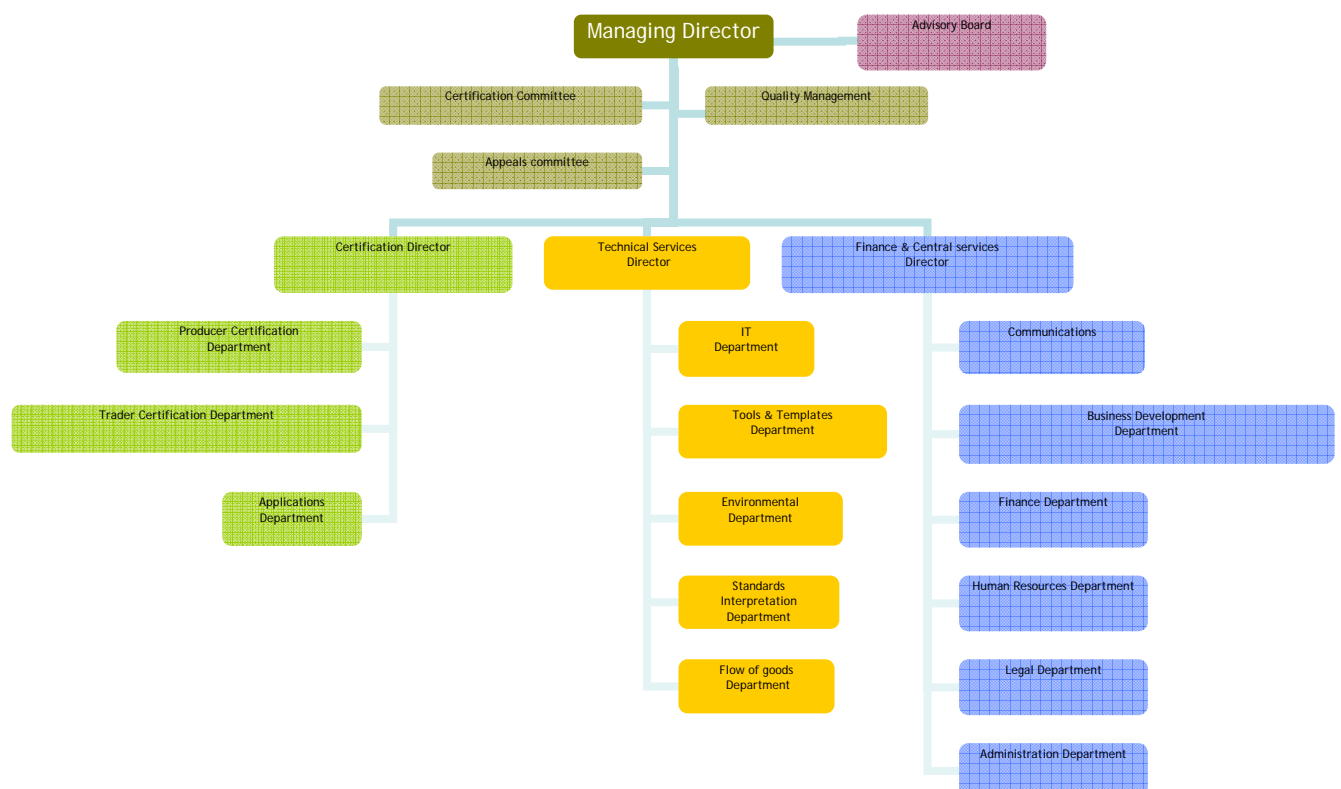 Managing Director
Advisory Board
Certification Committee
Quality Management
Appeals committee
Certification Director
Technical Services
Director
Finance & Central services
Director
Producer Certification
Department
IT
Department
Communications
Trader Certification Department
Tools & Templates
Department
Business Development
Department
Applications
Department
Environmental
Department
Finance Department
Standards
Interpretation
Department
Human Resources Department
Flow of goods
Department
Legal Department
Administration Department